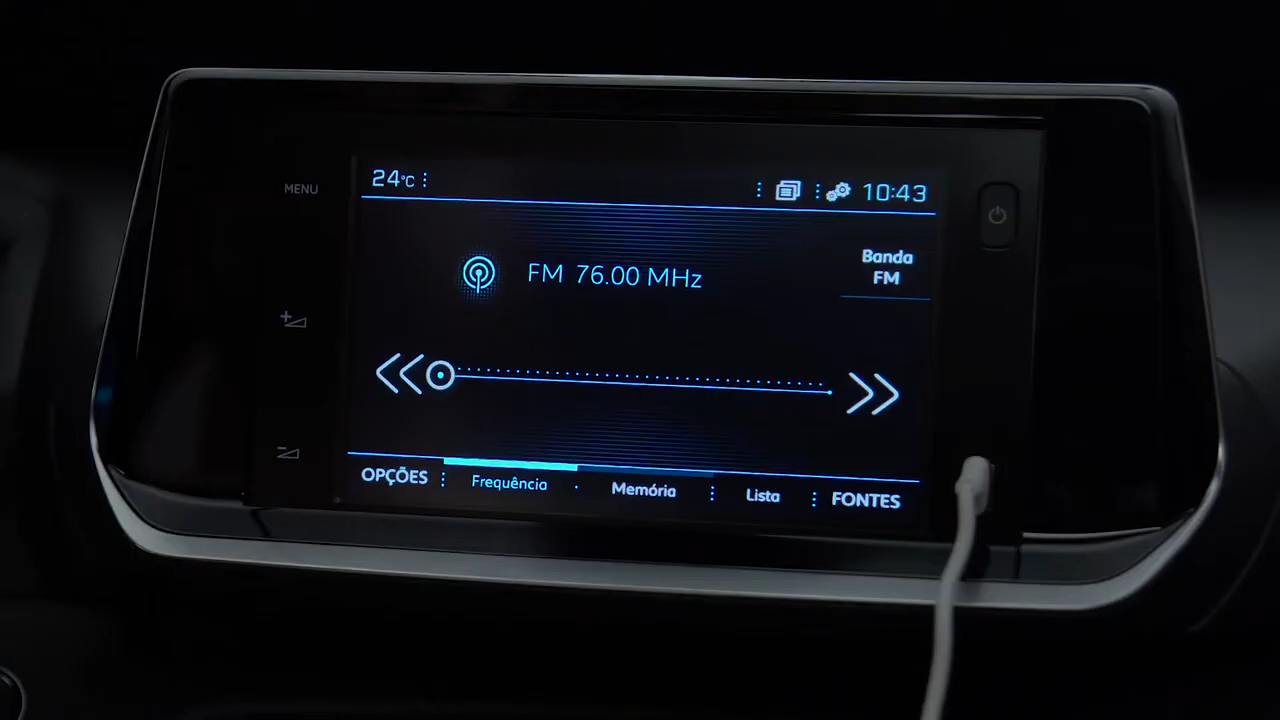 24°C
10:43
MENU
FM 76.00 MHz
Banda
FM
OPÇÕES
Frequência
Memória
Lista
FONTES